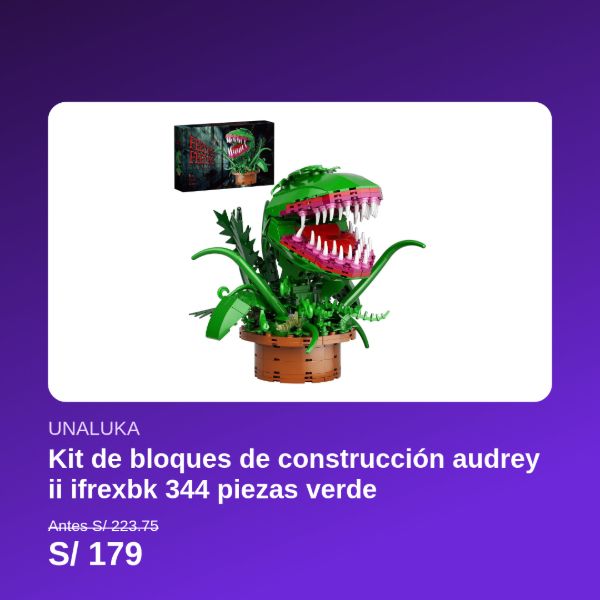 UNALUKA
Kit de bloques de construcción audrey
ii ifrexbk 344 piezas verde
Antes S/ 223.75
S/ 179